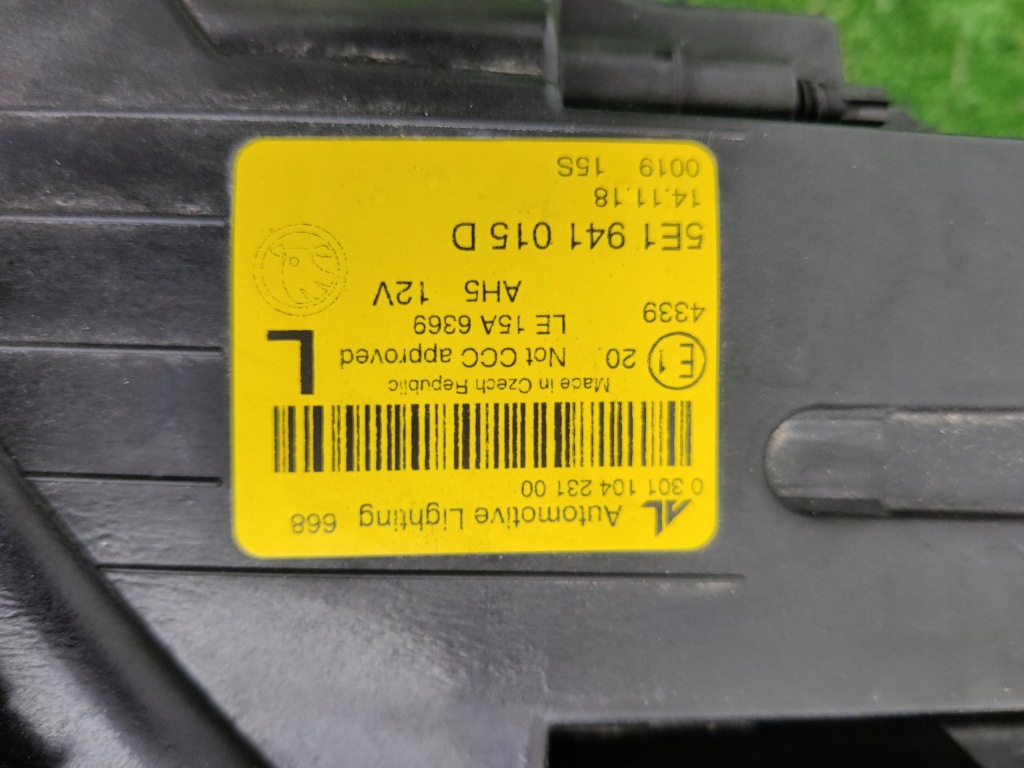 AL Automotive Lighting 668
0 301 104 231 00
Made in Czech Republic
E1 20 Not CCC approved L
4339 LE 15A 6369
AH5 12V
5E1 941 015 D
14.11.18
0019 15S